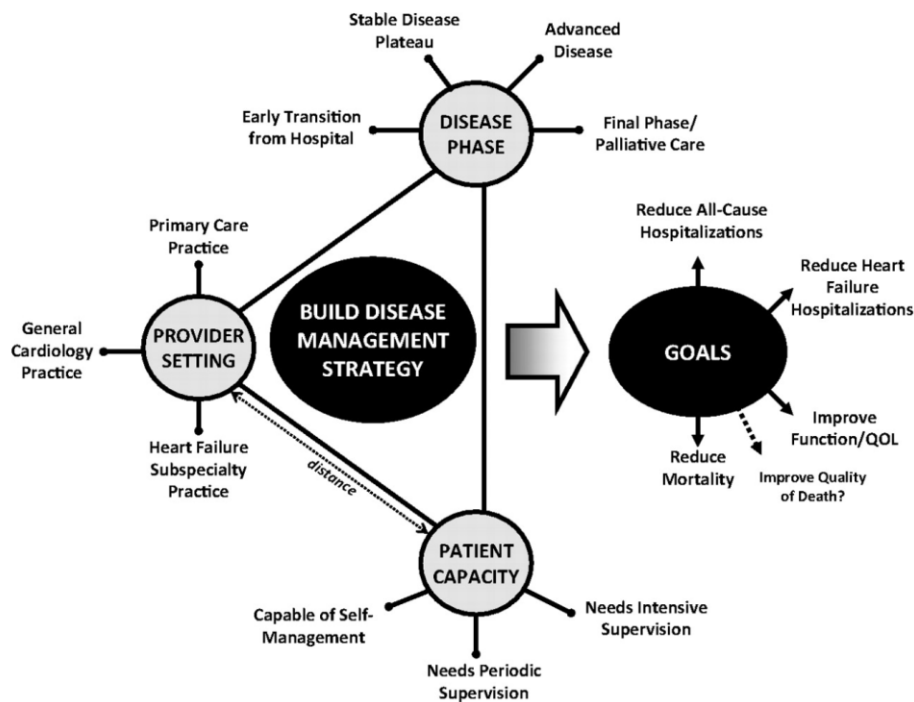 Stable Disease
Plateau
Advanced
Disease
Early Transition
from Hospital
DISEASE
PHASE
Final Phase/
Palliative Care
Primary Care
Practice
General
Cardiology
Practice
PROVIDER
SETTING
Heart Failure
Subspecialty
Practice
BUILD DISEASE
MANAGEMENT
STRATEGY
distance
PATIENT
CAPACITY
Capable of Self-
Management
Needs Periodic
Supervision
Needs Intensive
Supervision
Reduce All-Cause
Hospitalizations
Reduce Heart
Failure
Hospitalizations
GOALS
Improve
Function/QOL
Reduce
Mortality
Improve Quality
of Death?